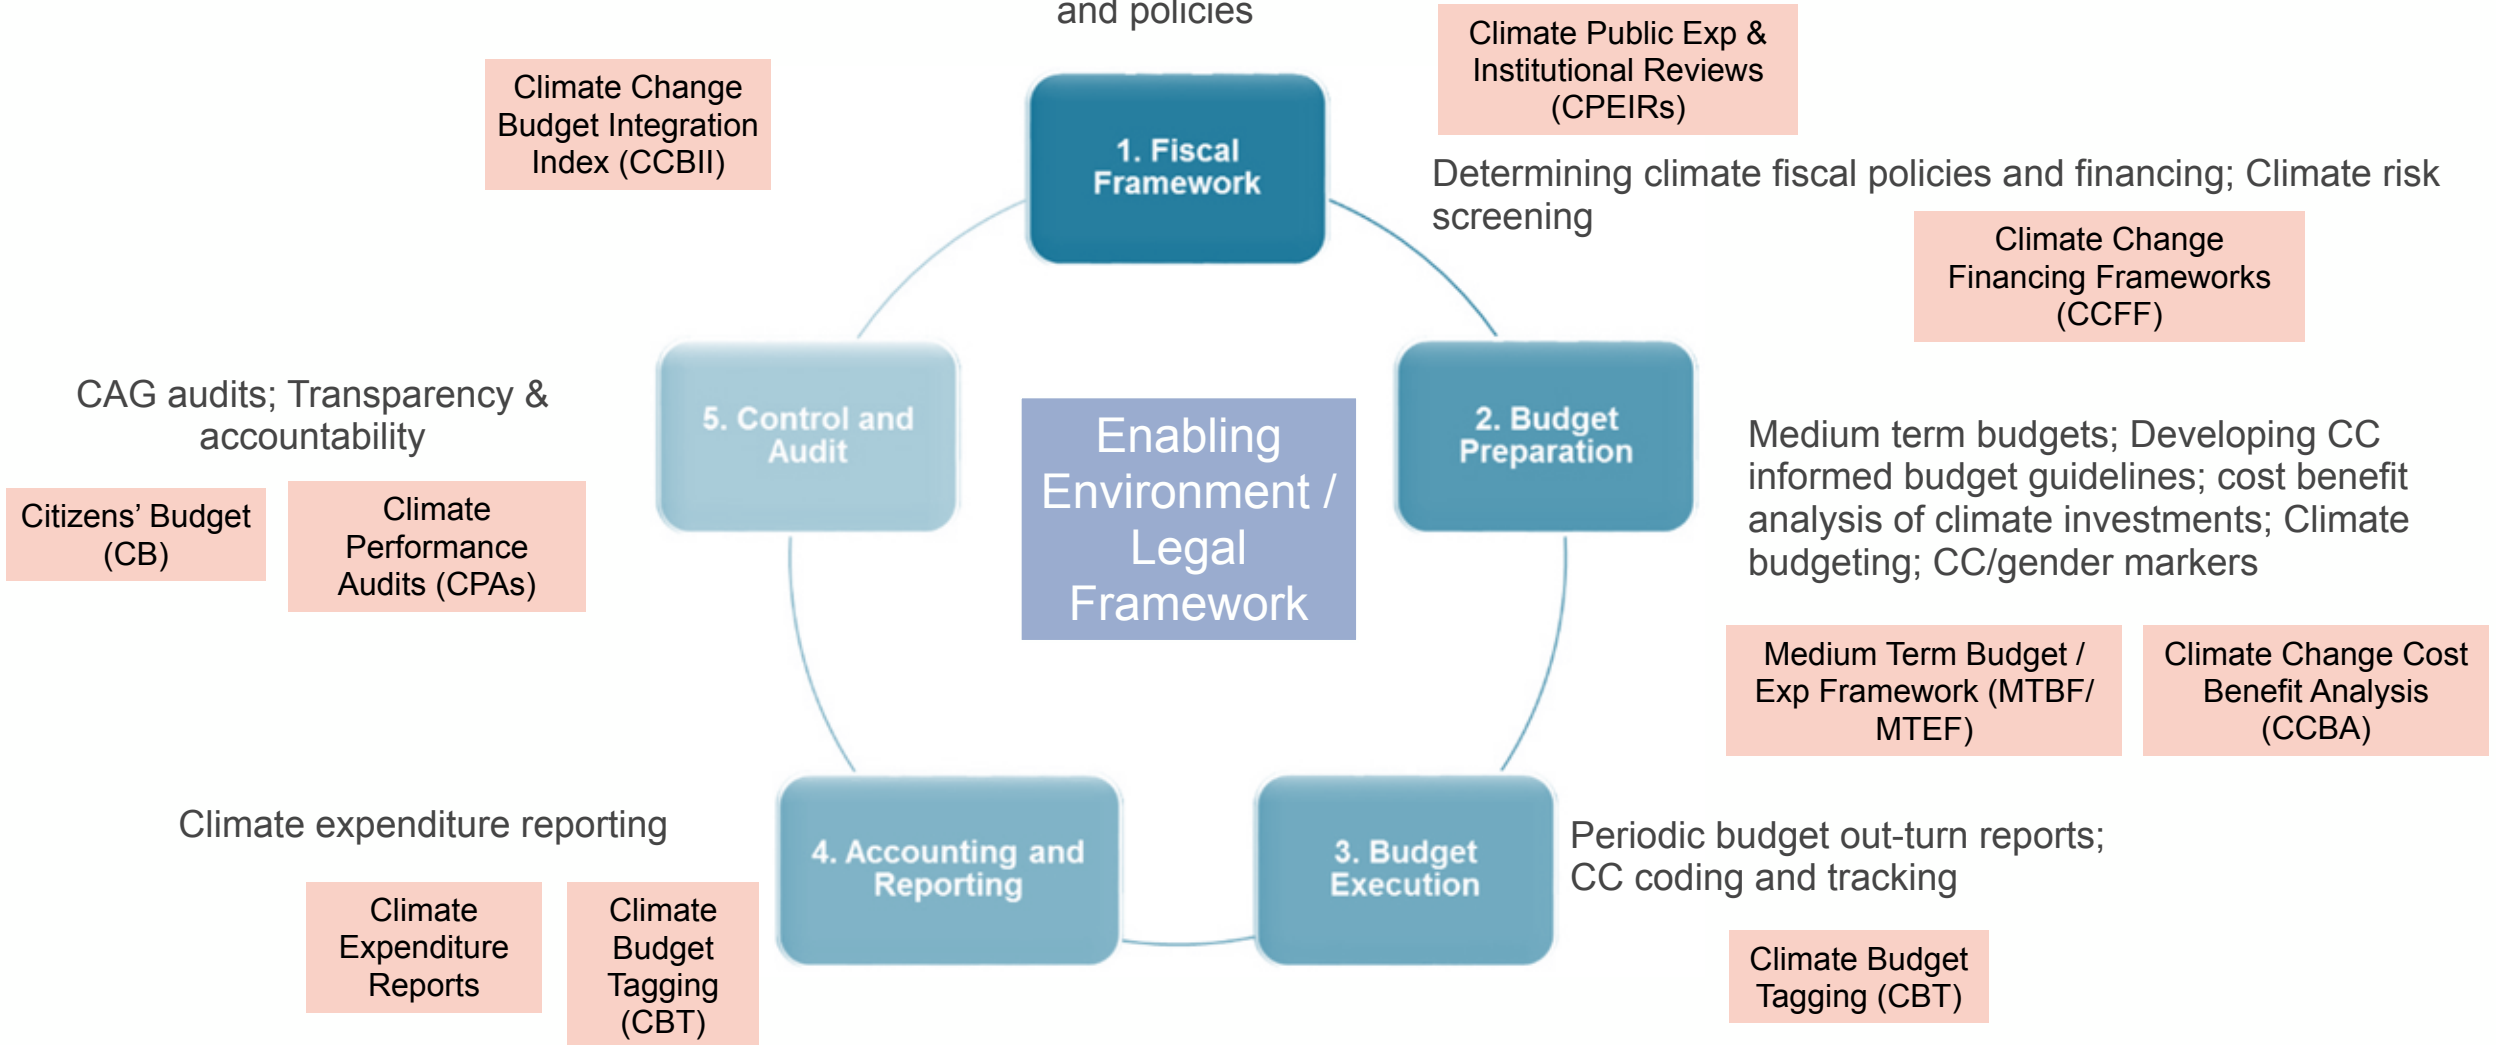 and policies
Climate Public Exp &
Institutional Reviews
(CPEIRs)
Climate Change
Budget Integration
Index (CCBII)
1. Fiscal
Framework
Determining climate fiscal policies and financing; Climate risk
screening
Climate Change
Financing Frameworks
(CCFF)
CAG audits; Transparency &
accountability
5. Control and
Audit
Enabling
Environment /
Legal
Framework
2. Budget
Preparation
Medium term budgets; Developing CC
informed budget guidelines; cost benefit
analysis of climate investments; Climate
budgeting; CC/gender markers
Citizens’ Budget
(CB)
Climate
Performance
Audits (CPAs)
Medium Term Budget /
Exp Framework (MTBF/
MTEF)
Climate Change Cost
Benefit Analysis
(CCBA)
Climate expenditure reporting
4. Accounting and
Reporting
3. Budget
Execution
Periodic budget out-turn reports;
CC coding and tracking
Climate
Expenditure
Reports
Climate
Budget
Tagging
(CBT)
Climate Budget
Tagging (CBT)